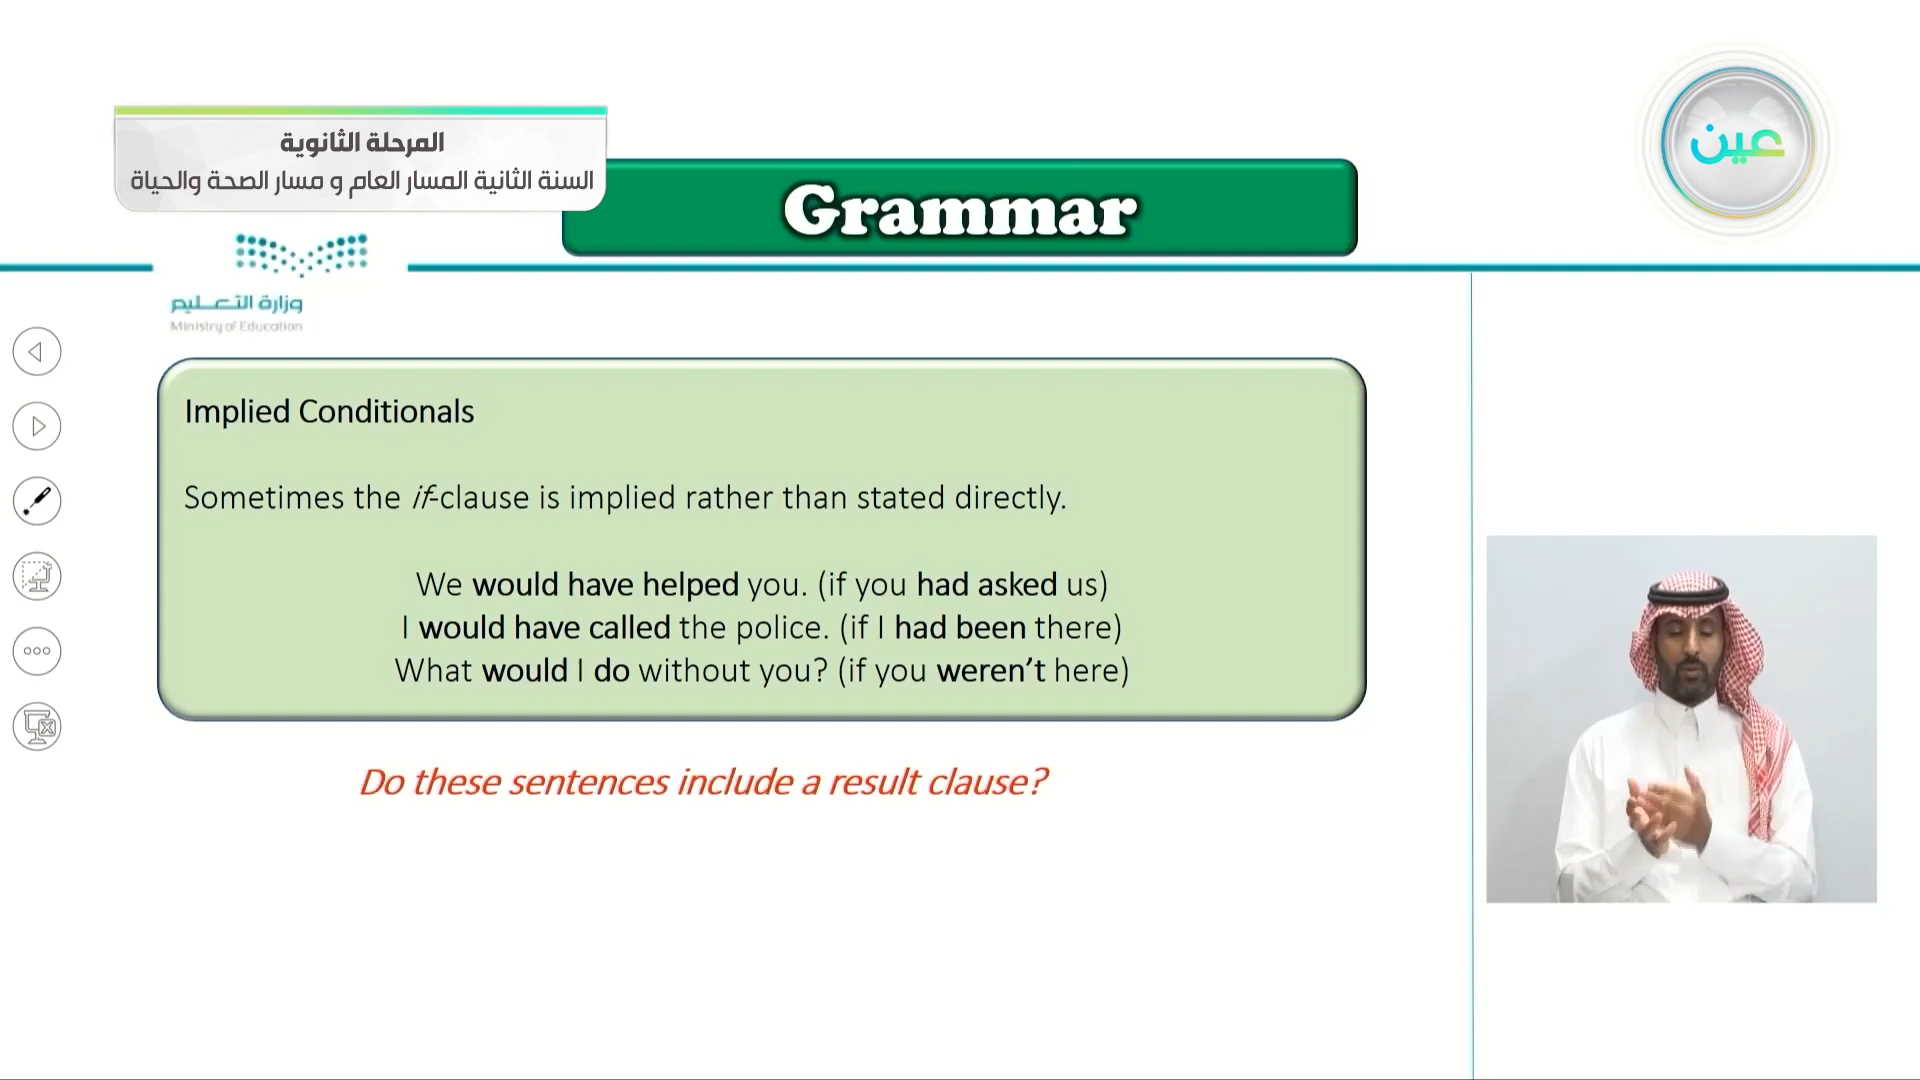 المرحلة الثانوية
السنة الثانية المسار العام و مسار الصحة والحياة
عين
Grammar
وزارة التعليم
Ministry of Education
Implied Conditionals
Sometimes the if-clause is implied rather than stated directly.
We would have helped you. (if you had asked us)
I would have called the police. (if I had been there)
What would I do without you? (if you weren’t here)
Do these sentences include a result clause?